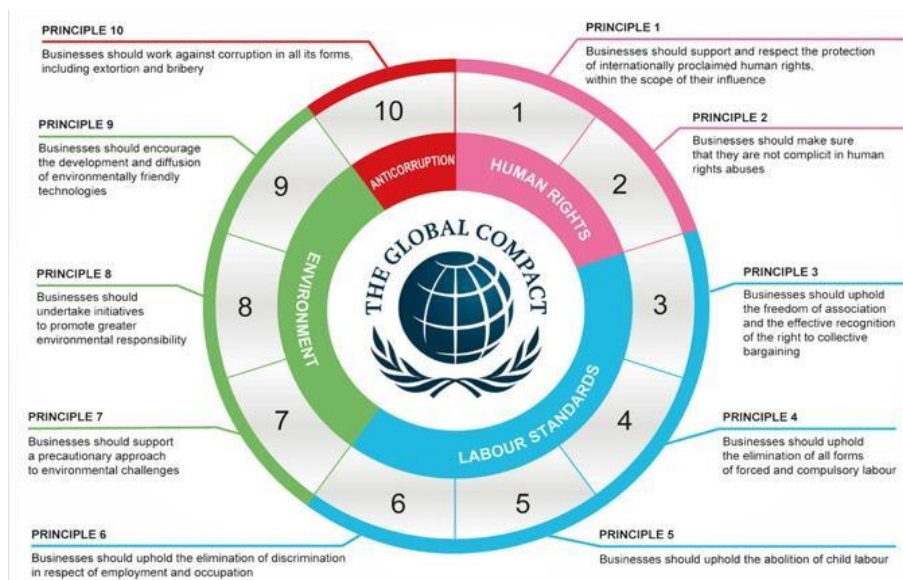 PRINCIPLE 10
Businesses should work against corruption in all its forms,
including extortion and bribery
PRINCIPLE 1
Businesses should support and respect the protection
of internationally proclaimed human rights,
within the scope of their influence
PRINCIPLE 9
Businesses should encourage
the development and diffusion
of environmentally friendly
technologies
PRINCIPLE 2
Businesses should make sure
that they are not complicit in human
rights abuses
PRINCIPLE 8
Businesses should
undertake initiatives
to promote greater
environmental responsibility
PRINCIPLE 3
Businesses should uphold
the freedom of association
and the effective recognition
of the right to collective
bargaining
PRINCIPLE 7
Businesses should support
a precautionary approach
to environmental challenges
PRINCIPLE 4
Businesses should uphold
the elimination of all forms
of forced and compulsory labour
PRINCIPLE 6
Businesses should uphold the elimination of discrimination
in respect of employment and occupation
PRINCIPLE 5
Businesses should uphold the abolition of child labour
10
1
9
2
8
3
7
4
6
5
ANTICORRUPTION
HUMAN RIGHTS
ENVIRONMENT
LABOUR STANDARDS
THE GLOBAL COMPACT